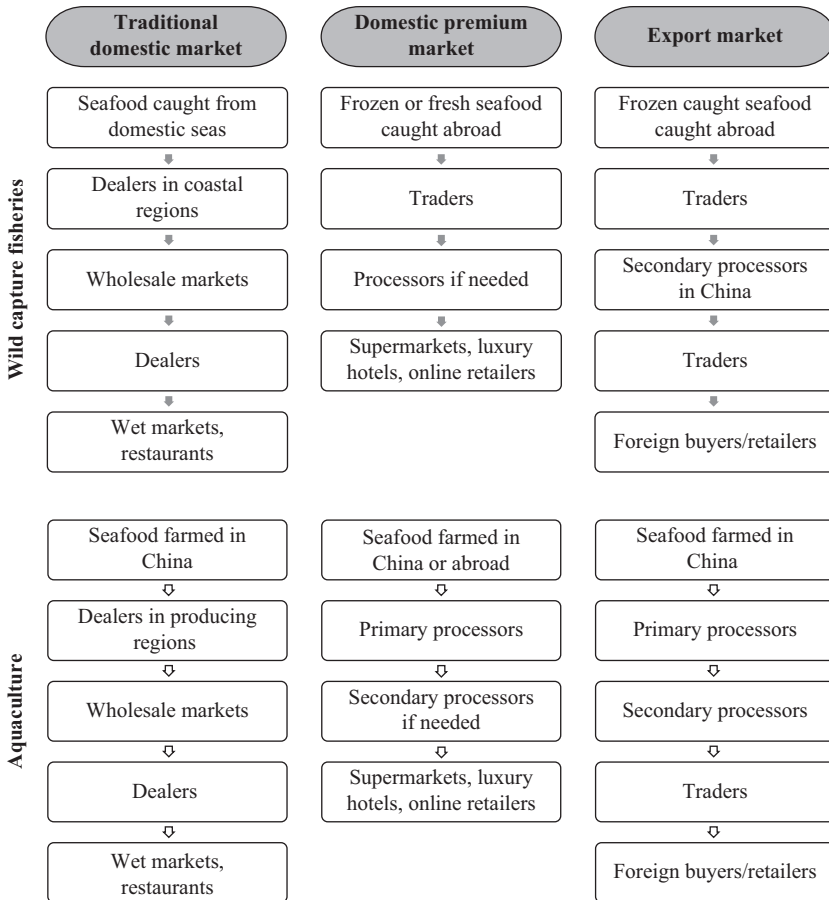 Traditional
domestic market
Domestic premium
market
Export market
Wild capture fisheries
Seafood caught from
domestic seas
Dealers in coastal
regions
Wholesale markets
Dealers
Wet markets,
restaurants
Frozen or fresh seafood
caught abroad
Traders
Processors if needed
Supermarkets, luxury
hotels, online retailers
Frozen caught seafood
caught abroad
Traders
Secondary processors
in China
Traders
Foreign buyers/retailers
Aquaculture
Seafood farmed in
China
Dealers in producing
regions
Wholesale markets
Dealers
Wet markets,
restaurants
Seafood farmed in
China or abroad
Primary processors
Secondary processors
if needed
Supermarkets, luxury
hotels, online retailers
Seafood farmed in
China
Primary processors
Secondary processors
Traders
Foreign buyers/retailers